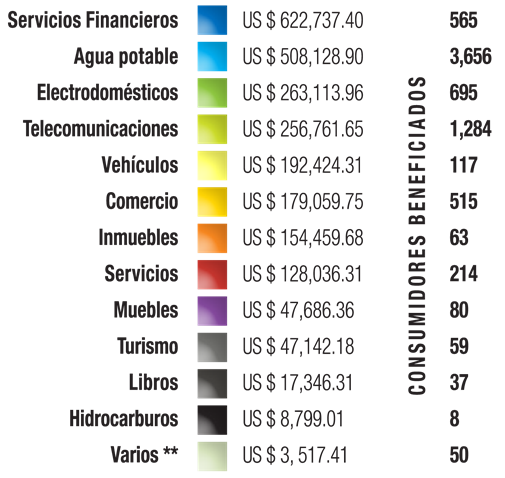 Servicios Financieros US $ 622,737.40 565
Agua potable US $ 508,128.90 3,656
Electrodomésticos US $ 263,113.96 695
Telecomunicaciones US $ 256,761.65 1,284
Vehículos US $ 192,424.31 117
Comercio US $ 179,059.75 515
Inmuebles US $ 154,459.68 63
Servicios US $ 128,036.31 214
Muebles US $ 47,686.36 80
Turismo US $ 47,142.18 59
Libros US $ 17,346.31 37
Hidrocarburos US $ 8,799.01 8
Varios ** US $ 3, 517.41 50
CONSUMIDORES BENEFICIADOS